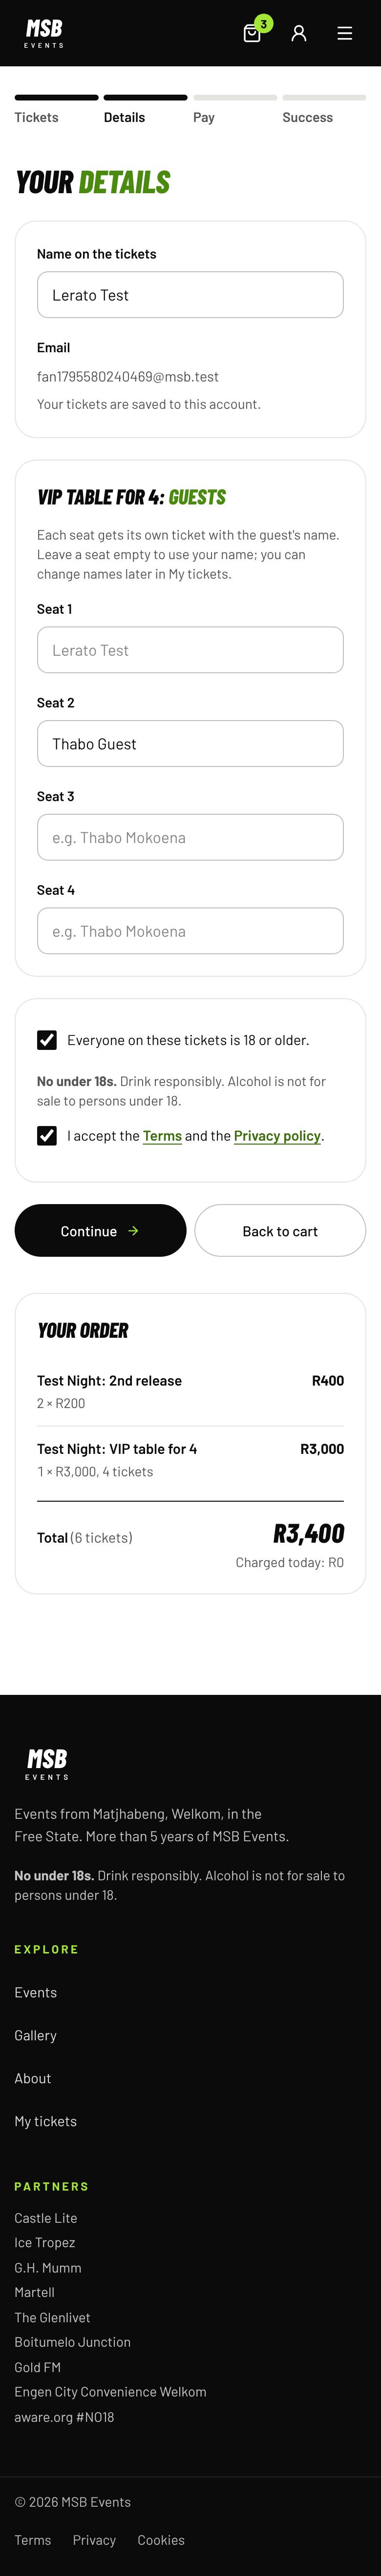 MSB
EVENTS
3
Tickets
Details
Pay
Success
YOUR DETAILS
Name on the tickets
Lerato Test
Email
fan1795580240469@msb.test
Your tickets are saved to this account.
VIP TABLE FOR 4: GUESTS
Each seat gets its own ticket with the guest's name.
Leave a seat empty to use your name; you can
change names later in My tickets.
Seat 1
Lerato Test
Seat 2
Thabo Guest
Seat 3
e.g. Thabo Mokoena
Seat 4
e.g. Thabo Mokoena
Everyone on these tickets is 18 or older.
No under 18s. Drink responsibly. Alcohol is not for
sale to persons under 18.
I accept the Terms and the Privacy policy.
Continue →
Back to cart
YOUR ORDER
Test Night: 2nd release R400
2 × R200
Test Night: VIP table for 4 R3,000
1 × R3,000, 4 tickets
Total (6 tickets) R3,400
Charged today: R0
MSB
EVENTS
Events from Matjhabeng, Welkom, in the
Free State. More than 5 years of MSB Events.
No under 18s. Drink responsibly. Alcohol is not for sale to
persons under 18.
EXPLORE
Events
Gallery
About
My tickets
PARTNERS
Castle Lite
Ice Tropez
G.H. Mumm
Martell
The Glenlivet
Boitumelo Junction
Gold FM
Engen City Convenience Welkom
aware.org #NO18
© 2026 MSB Events
Terms Privacy Cookies